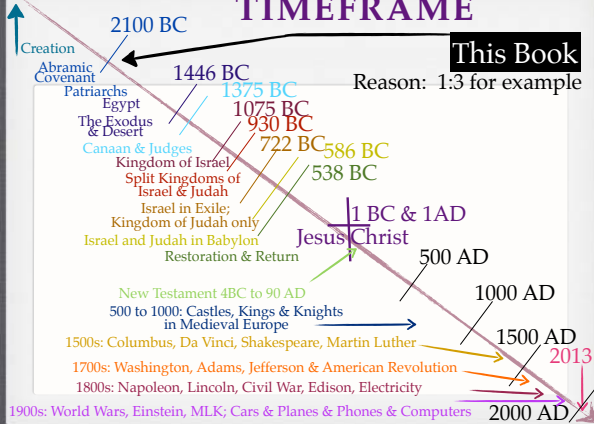 TIMEFRAME
2100 BC
Creation
This Book
Abramic
Covenant
1446 BC
Reason: 1:3 for example
Patriarchs
1375 BC
Egypt
1075 BC
The Exodus
& Desert
930 BC
Canaan & Judges
722 BC
586 BC
Kingdom of Israel
538 BC
Split Kingdoms of
Israel & Judah
Israel in Exile;
Kingdom of Judah only
1 BC & 1AD
Israel and Judah in Babylon
Jesus Christ
Restoration & Return
500 AD
New Testament 4BC to 90 AD
1000 AD
500 to 1000: Castles, Kings & Knights
in Medieval Europe
1500 AD
1500s: Columbus, Da Vinci, Shakespeare, Martin Luther
2013
1700s: Washington, Adams, Jefferson & American Revolution
1800s: Napoleon, Lincoln, Civil War, Edison, Electricity
1900s: World Wars, Einstein, MLK; Cars & Planes & Phones & Computers
2000 AD